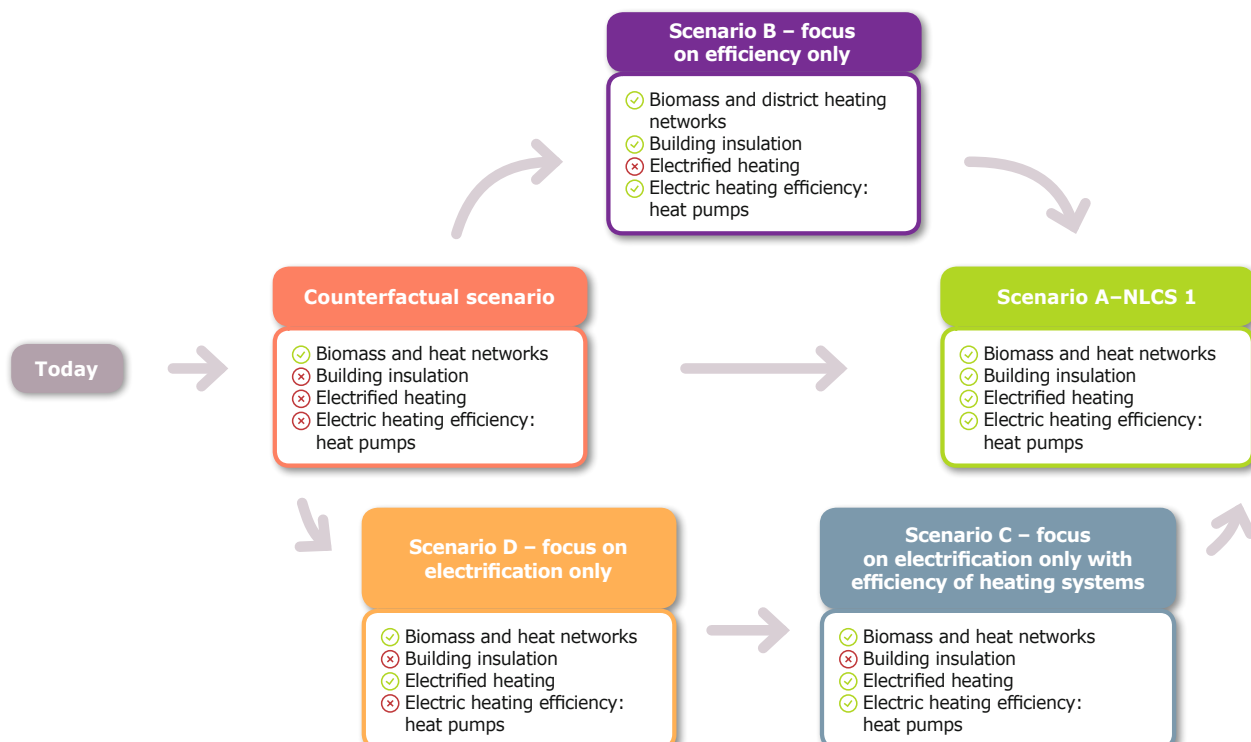 Scenario B – focus
on efficiency only
Biomass and district heating
networks
Building insulation
Electrified heating
Electric heating efficiency:
heat pumps
Today
Counterfactual scenario
Biomass and heat networks
Building insulation
Electrified heating
Electric heating efficiency:
heat pumps
Scenario A–NLCS 1
Biomass and heat networks
Building insulation
Electrified heating
Electric heating efficiency:
heat pumps
Scenario D – focus on
electrification only
Biomass and heat networks
Building insulation
Electrified heating
Electric heating efficiency:
heat pumps
Scenario C – focus
on electrification only with
efficiency of heating systems
Biomass and heat networks
Building insulation
Electrified heating
Electric heating efficiency:
heat pumps